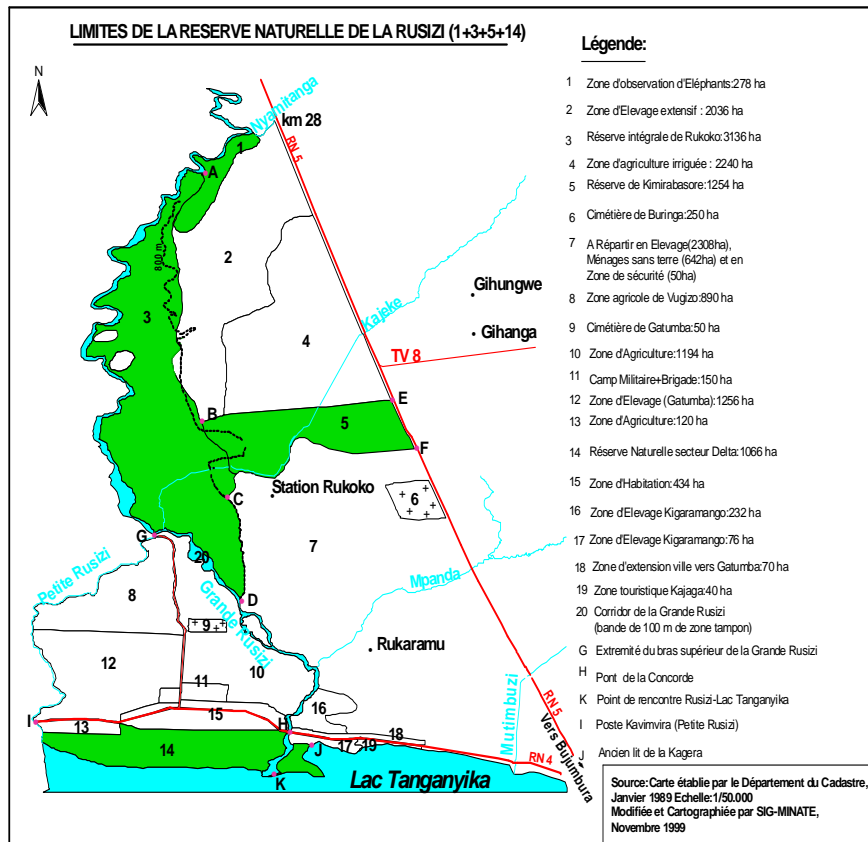 LIMITES DE LA RESERVE NATURELLE DE LA RUSIZI (1+3+5+14)
N
Nyamitanga
km 28
RN 5
1
A
800 m
2
3
4
Kajeke
Gihungwe
Gihanga
TV 8
E
B
5
F
C
Station Rukoko
6
G
20
7
Petite Rusizi
8
Grande Rusizi
D
Mpanda
9
Rukaramu
12
10
11
16
Mutimbuzi
RN 5
I
13
15
H
18
17
19
J
14
K
RN 4
Vers Bujumbura
Lac Tanganyika
Légende:
1 Zone d'observation d'Eléphants:278 ha
2 Zone d'Elevage extensif : 2036 ha
3 Réserve intégrale de Rukoko:3136 ha
4 Zone d'agriculture irriguée : 2240 ha
5 Réserve de Kimirabasore:1254 ha
6 Cimétière de Buringa:250 ha
7 A Répartir en Elevage(2308ha),
Ménages sans terre (642ha) et en
Zone de sécurité (50ha)
8 Zone agricole de Vugizo:890 ha
9 Cimétière de Gatumba:50 ha
10 Zone d'Agriculture:1194 ha
11 Camp Militaire+Brigade:150 ha
12 Zone d'Elevage (Gatumba):1256 ha
13 Zone d'Agriculture:120 ha
14 Réserve Naturelle secteur Delta:1066 ha
15 Zone d'Habitation:434 ha
16 Zone d'Elevage Kigaramango:232 ha
17 Zone d'Elevage Kigaramango:76 ha
18 Zone d'extension ville vers Gatumba:70 ha
19 Zone touristique Kajaga:40 ha
20 Corridor de la Grande Rusizi
(bande de 100 m de zone tampon)
G Extremité du bras supérieur de la Grande Rusizi
H Pont de la Concorde
K Point de rencontre Rusizi-Lac Tanganyika
I Poste Kavimvira (Petite Rusizi)
J Ancien lit de la Kagera
Source:Carte établie par le Département du Cadastre,
Janvier 1989 Echelle:1/50.000
Modifiée et Cartographiée par SIG-MINATE,
Novembre 1999